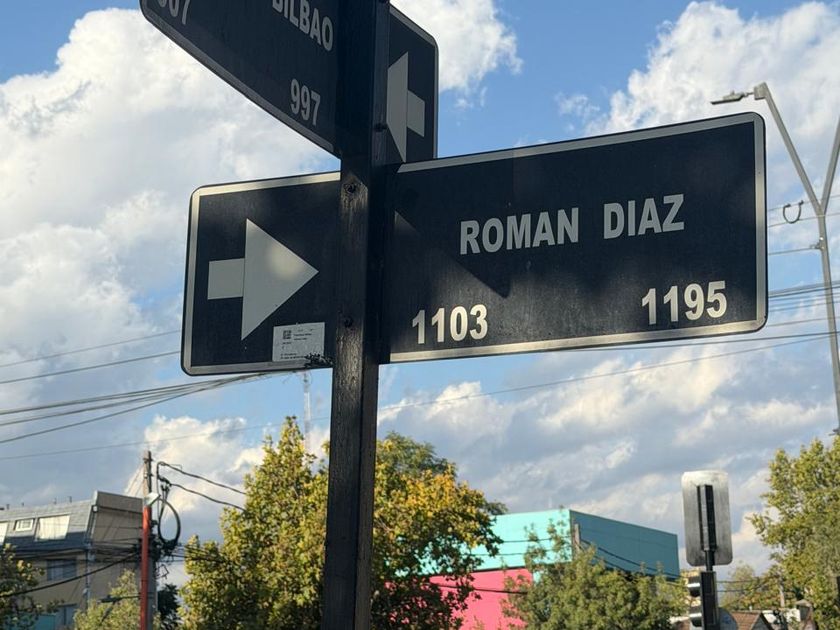 BILBAO
997
ROMAN DIAZ
1103 1195